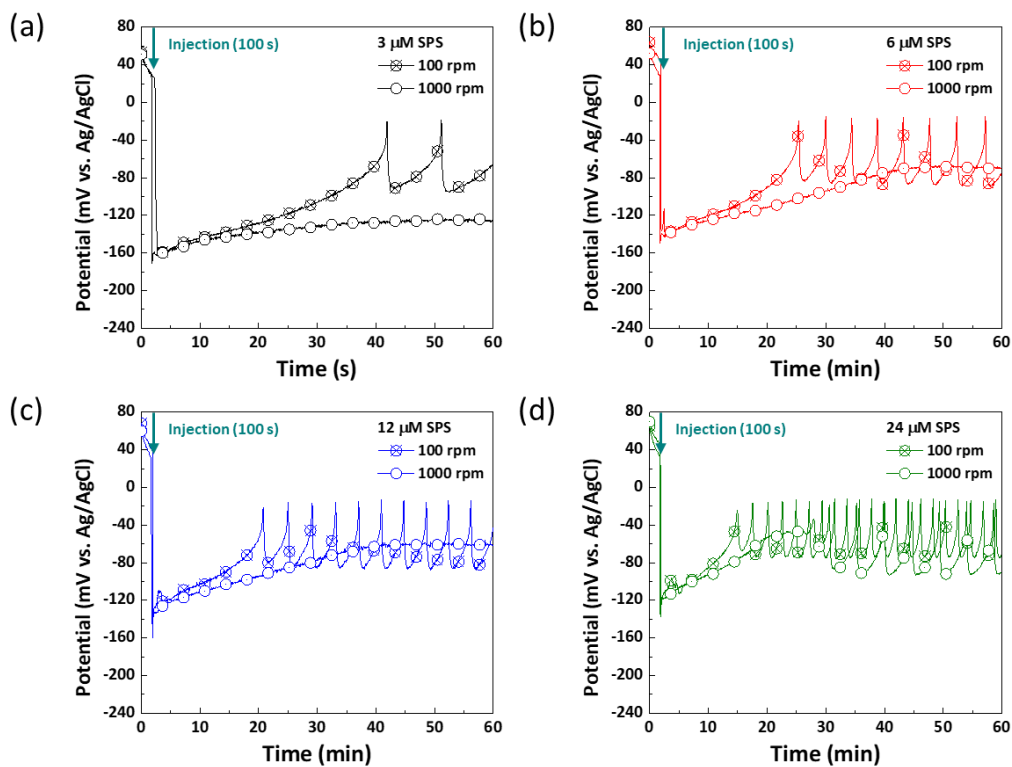 (a)
80
40
0
-40
-80
-120
-160
-200
-240
Potential (mV vs. Ag/AgCl)
Injection (100 s)
3 μM SPS
100 rpm
1000 rpm
0 10 20 30 40 50 60
Time (s)
(b)
80
40
0
-40
-80
-120
-160
-200
-240
Potential (mV vs. Ag/AgCl)
Injection (100 s)
6 μM SPS
100 rpm
1000 rpm
0 10 20 30 40 50 60
Time (min)
(c)
80
40
0
-40
-80
-120
-160
-200
-240
Potential (mV vs. Ag/AgCl)
Injection (100 s)
12 μM SPS
100 rpm
1000 rpm
0 10 20 30 40 50 60
Time (min)
(d)
80
40
0
-40
-80
-120
-160
-200
-240
Potential (mV vs. Ag/AgCl)
Injection (100 s)
24 μM SPS
100 rpm
1000 rpm
0 10 20 30 40 50 60
Time (min)